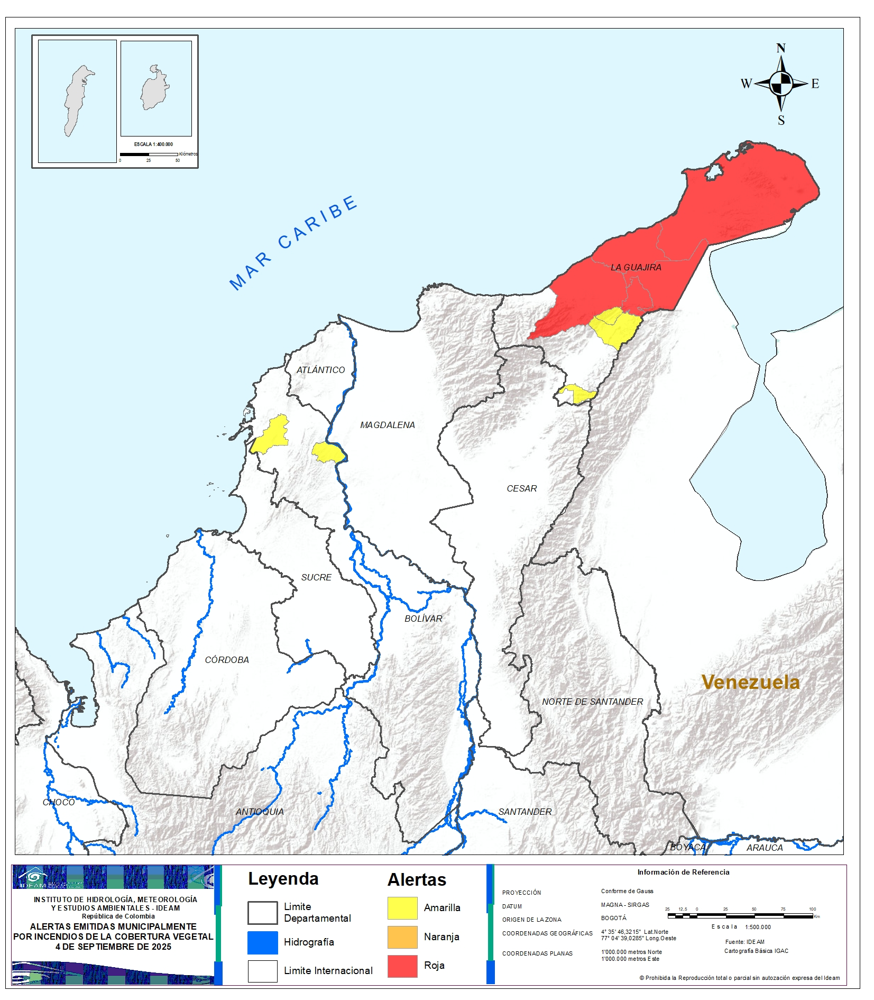 ESCALA 1:400.000
Kilómetros
0 25 50
N
W E
S
MAR CARIBE
LA GUAJIRA
ATLÁNTICO
MAGDALENA
CESAR
SUCRE
BOLÍVAR
CÓRDOBA
Venezuela
NORTE DE SANTANDER
CHOCÓ
ANTIOQUIA
SANTANDER
BOYACÁ
ARAUCA
IDEAM
INSTITUTO DE HIDROLOGÍA, METEOROLOGÍA
Y ESTUDIOS AMBIENTALES - IDEAM
República de Colombia
ALERTAS EMITIDAS MUNICIPALMENTE
POR INCENDIOS DE LA COBERTURA VEGETAL
4 DE SEPTIEMBRE DE 2025
Leyenda
Limite
Departamental
Hidrografía
Limite Internacional
Alertas
Amarilla
Naranja
Roja
Información de Referencia
PROYECCIÓN Conforme de Gauss
DATUM MAGNA - SIRGAS
ORIGEN DE LA ZONA BOGOTÁ
COORDENADAS GEOGRÁFICAS 4° 35' 46,3215" Lat.Norte
77° 04' 39,0285" Long.Oeste
COORDENADAS PLANAS 1'000.000 metros Norte
1'000.000 metros Este
25 12,5 0 25 50 75 100
Km
Escala 1:500.000
Fuente: IDEAM
Cartografía Básica IGAC
© Prohibida la Reproducción total o parcial sin autozación expresa del Ideam